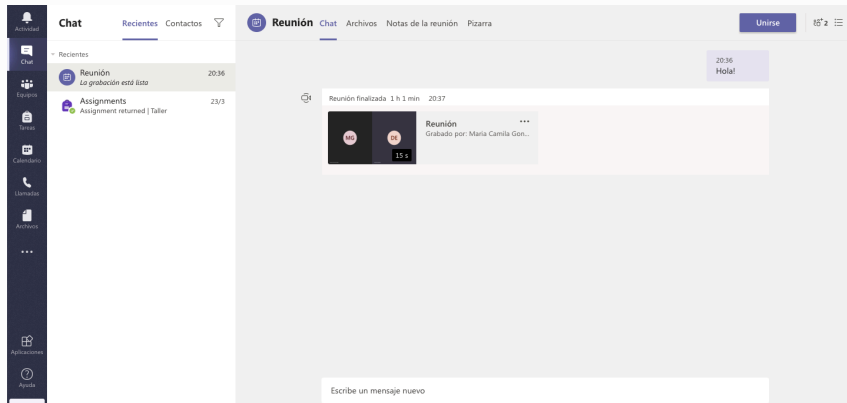 Actividad
Chat
Equipos
Tareas
Calendario
Llamadas
Archivos
Aplicaciones
Ayuda
Chat
Recientes Contactos
Recientes
Reunión 20:36
La grabación está lista
Assignments 23/3
Assignment returned | Taller
Reunión Chat Archivos Notas de la reunión Pizarra
Unirse
2
20:36
Hola!
Reunión finalizada 1 h 1 min 20:37
MG DE
15 s
Reunión
Grabado por: Maria Camila Gon...
Escribe un mensaje nuevo